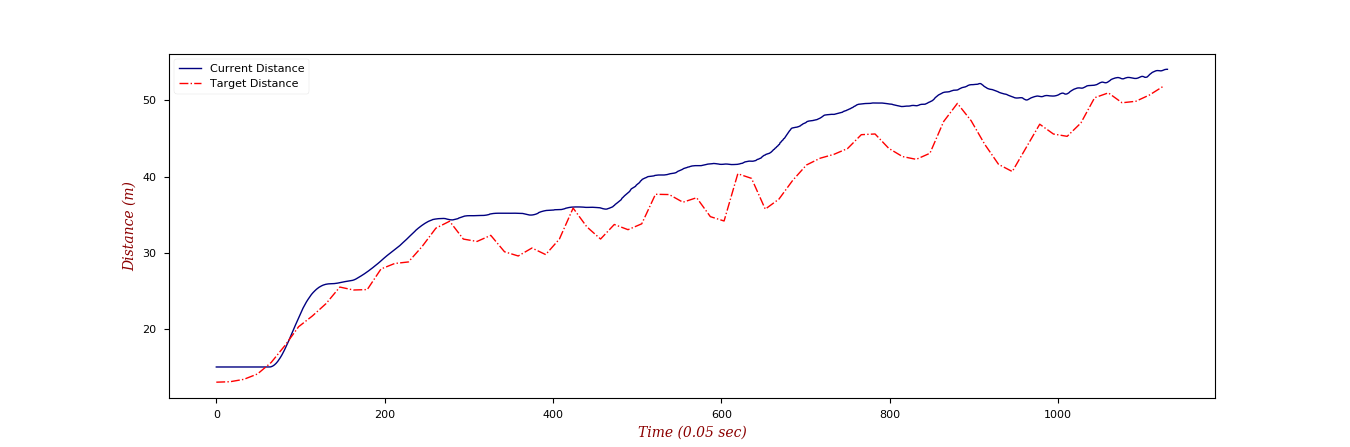 Current Distance
Target Distance
Distance (m)
50
40
30
20
0 200 400 600 800 1000
Time (0.05 sec)